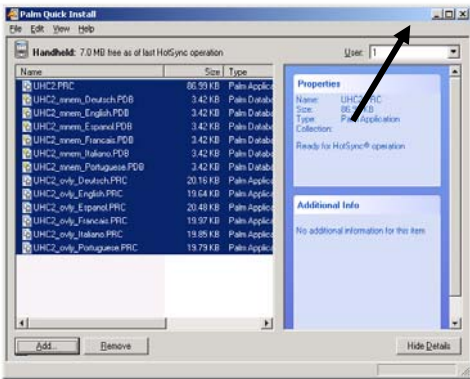 Palm Quick Install
File Edit View Help
Handheld: 7.0 MB free as of last HotSync operation User: 1
Name Size Type
UHC2.PRC 86.99 KB Palm Applica
UHC2_mnem_Deutsch.PDB 3.42 KB Palm Databa
UHC2_mnem_English.PDB 3.42 KB Palm Databa
UHC2_mnem_Espanol.PDB 3.42 KB Palm Databa
UHC2_mnem_Francais.PDB 3.42 KB Palm Databa
UHC2_mnem_Italiano.PDB 3.42 KB Palm Databa
UHC2_mnem_Portuguese.PDB 3.42 KB Palm Databa
UHC2_ovly_Deutsch.PRC 20.16 KB Palm Applica
UHC2_ovly_English.PRC 19.64 KB Palm Applica
UHC2_ovly_Espanol.PRC 20.48 KB Palm Applica
UHC2_ovly_Francais.PRC 19.97 KB Palm Applica
UHC2_ovly_Italiano.PRC 19.85 KB Palm Applica
UHC2_ovly_Portuguese.PRC 19.79 KB Palm Applica
Properties
Name: UHC2.PRC
Size: 86.99 KB
Type: Palm Application
Collection:
Ready for HotSync® operation
Additional Info
No additional information for this item
Add... Remove Hide Details